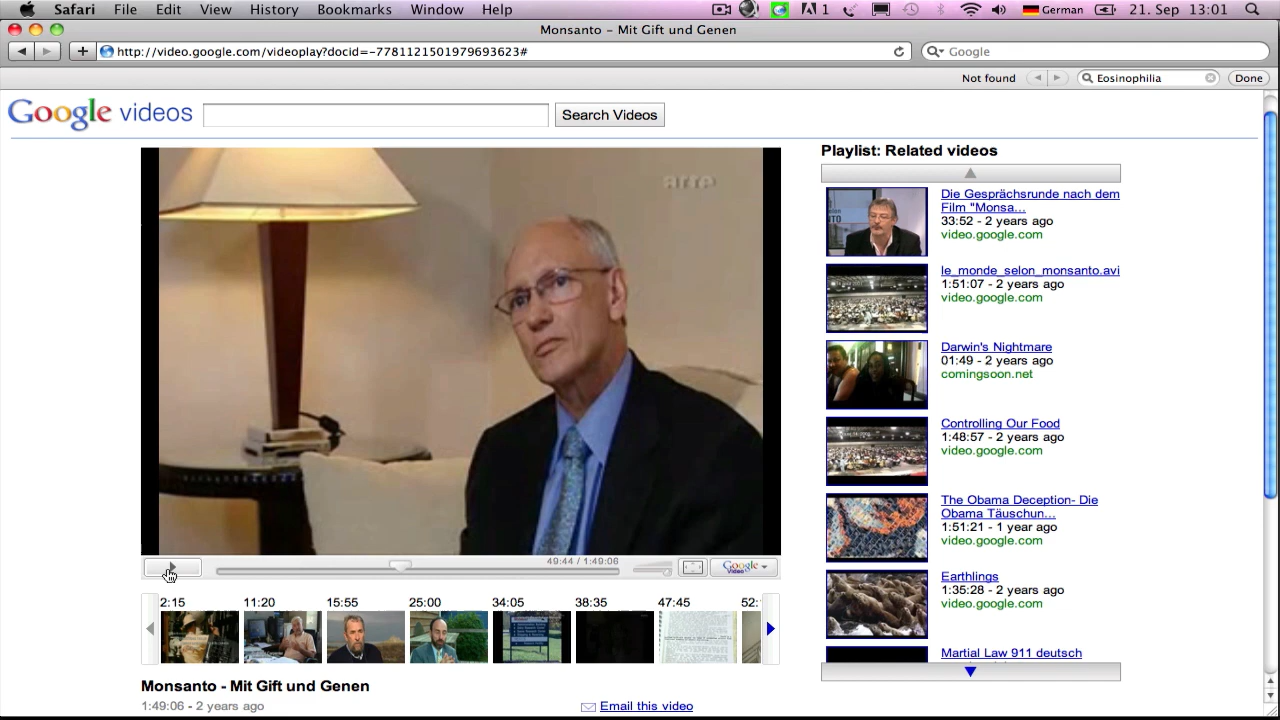 Safari File Edit View History Bookmarks Window Help
1
German
21. Sep 13:01
Monsanto – Mit Gift und Genen
http://video.google.com/videoplay?docid=-7781121501979693623#
Google
Not found
Eosinophilia
Done
Google videos
Search Videos
arte
49:44 / 1:49:06
Google
Video
2:15 11:20 15:55 25:00 34:05 38:35 47:45 52:
Monsanto - Mit Gift und Genen
1:49:06 - 2 years ago
Email this video
Playlist: Related videos
Die Gesprächsrunde nach dem
Film "Monsa...
33:52 - 2 years ago
video.google.com
le_monde_selon_monsanto.avi
1:51:07 - 2 years ago
video.google.com
Darwin's Nightmare
01:49 - 2 years ago
comingsoon.net
Controlling Our Food
1:48:57 - 2 years ago
video.google.com
The Obama Deception- Die
Obama Täuschun...
1:51:21 - 1 year ago
video.google.com
Earthlings
1:35:28 - 2 years ago
video.google.com
Martial Law 911 deutsch